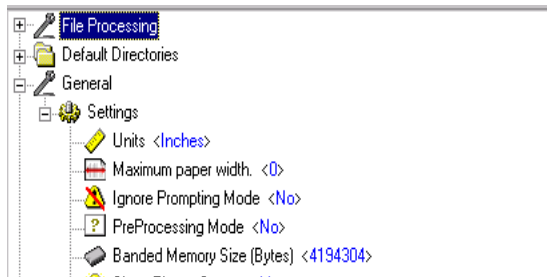 File Processing
Default Directories
General
Settings
Units <Inches>
Maximum paper width. <0>
Ignore Prompting Mode <No>
PreProcessing Mode <No>
Banded Memory Size (Bytes) <4194304>